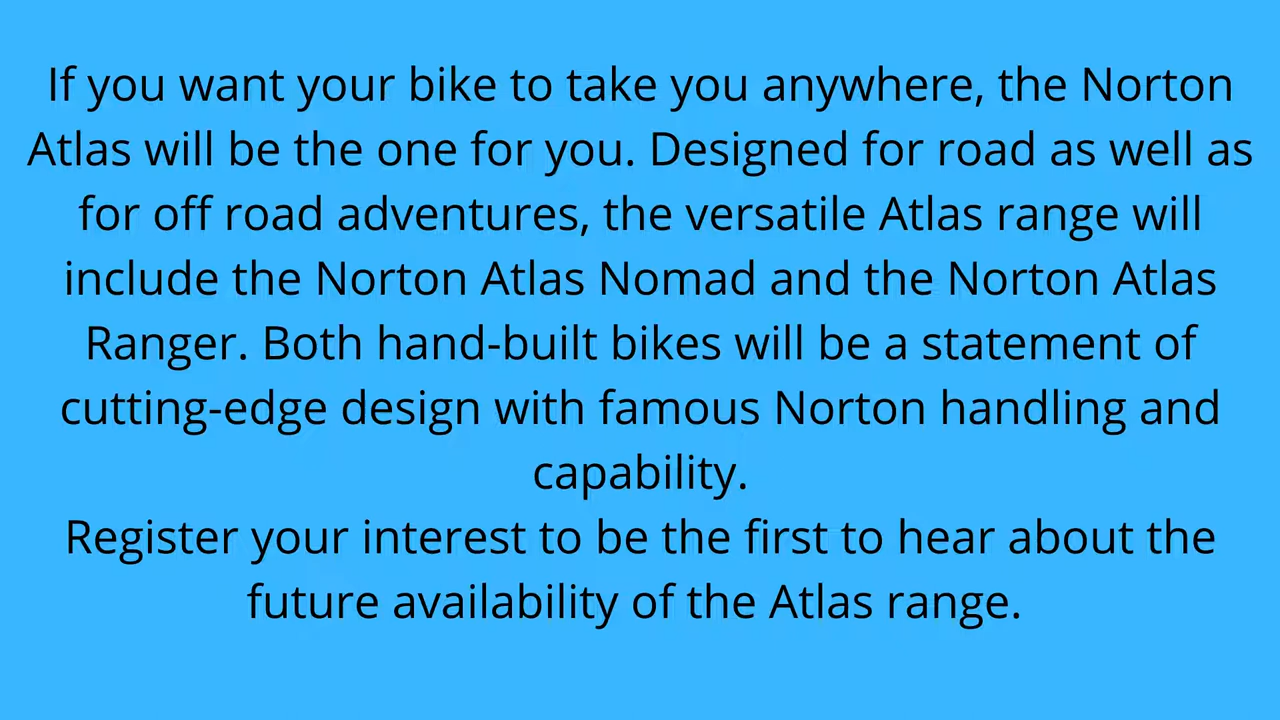 If you want your bike to take you anywhere, the Norton
Atlas will be the one for you. Designed for road as well as
for off road adventures, the versatile Atlas range will
include the Norton Atlas Nomad and the Norton Atlas
Ranger. Both hand-built bikes will be a statement of
cutting-edge design with famous Norton handling and
capability.
Register your interest to be the first to hear about the
future availability of the Atlas range.